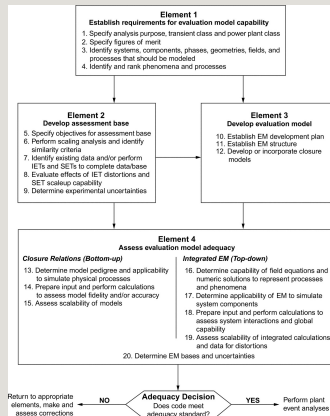 Element 1
Establish requirements for evaluation model capability
1. Specify analysis purpose, transient class and power plant class
2. Specify figures of merit
3. Identify systems, components, phases, geometries, fields, and
processes that should be modeled
4. Identify and rank phenomena and processes
Element 2
Develop assessment base
5. Specify objectives for assessment base
6. Perform scaling analysis and identify
similarity criteria
7. Identify existing data and/or perform
IETs and SETs to complete data/base
8. Evaluate effects of IET distortions and
SET scaleup capability
9. Determine experimental uncertainties
Element 3
Develop evaluation model
10. Establish EM development plan
11. Establish EM structure
12. Develop or incorporate closure
models
Element 4
Assess evaluation model adequacy
Closure Relations (Bottom-up)
13. Determine model pedigree and applicability
to simulate physical processes
14. Prepare input and perform calculations
to assess model fidelity and/or accuracy
15. Assess scalability of models
Integrated EM (Top-down)
16. Determine capability of field equations and
numeric solutions to represent processes
and phenomena
17. Determine applicability of EM to simulate
system components
18. Prepare input and perform calculations to
assess system interactions and global
capability
19. Assess scalability of integrated calculations
and data for distortions
20. Determine EM bases and uncertainties
Return to appropriate
elements, make and
assess corrections
NO
Adequacy Decision
Does code meet
adequacy standard?
YES
Perform plant
event analyses